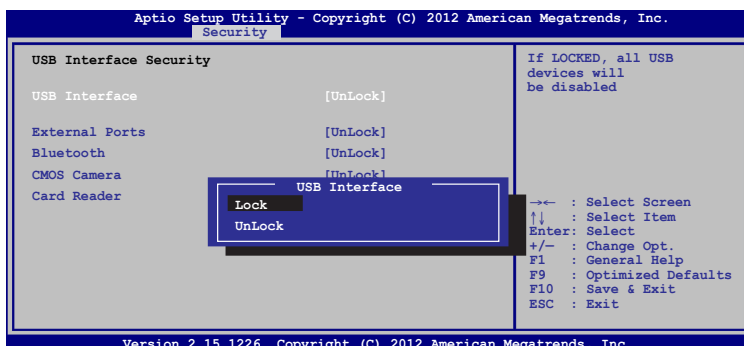 Aptio Setup Utility - Copyright (C) 2012 American Megatrends, Inc.
Security
USB Interface Security
USB Interface [UnLock]
External Ports [UnLock]
Bluetooth [UnLock]
CMOS Camera [UnLock]
Card Reader
USB Interface
Lock
UnLock
If LOCKED, all USB
devices will
be disabled
→← : Select Screen
↑↓ : Select Item
Enter: Select
+/— : Change Opt.
F1 : General Help
F9 : Optimized Defaults
F10 : Save & Exit
ESC : Exit
Version 2.15.1226. Copyright (C) 2012 American Megatrends, Inc.